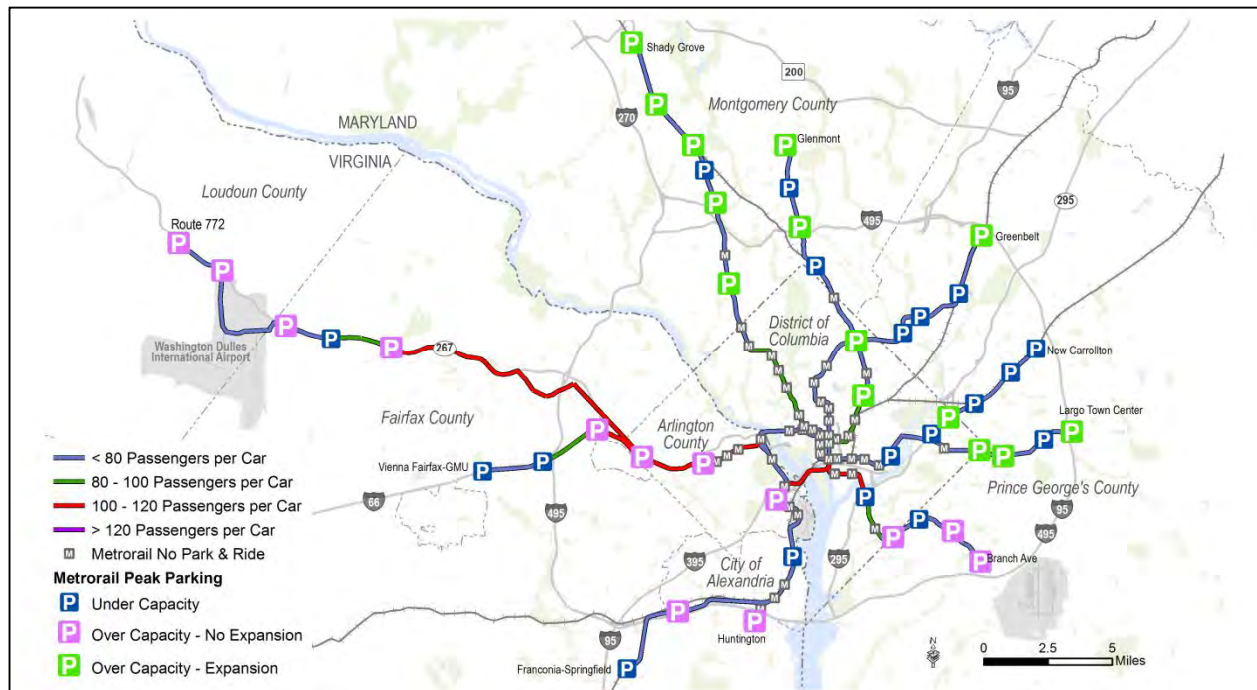 Shady Grove
200
95
Montgomery County
270
MARYLAND
VIRGINIA
Glenmont
Loudoun County
295
495
Route 772
Greenbelt
District of
Columbia
Washington Dulles
International Airport
267
New Carrollton
Fairfax County
Arlington
County
Largo Town Center
Vienna Fairfax-GMU
66
Prince George's County
495
95
495
395
295
Branch Ave
City of
Alexandria
Huntington
95
Franconia-Springfield
< 80 Passengers per Car
80 - 100 Passengers per Car
100 - 120 Passengers per Car
> 120 Passengers per Car
M Metrorail No Park & Ride
Metrorail Peak Parking
P Under Capacity
P Over Capacity - No Expansion
P Over Capacity - Expansion
N
0 2.5 5
Miles